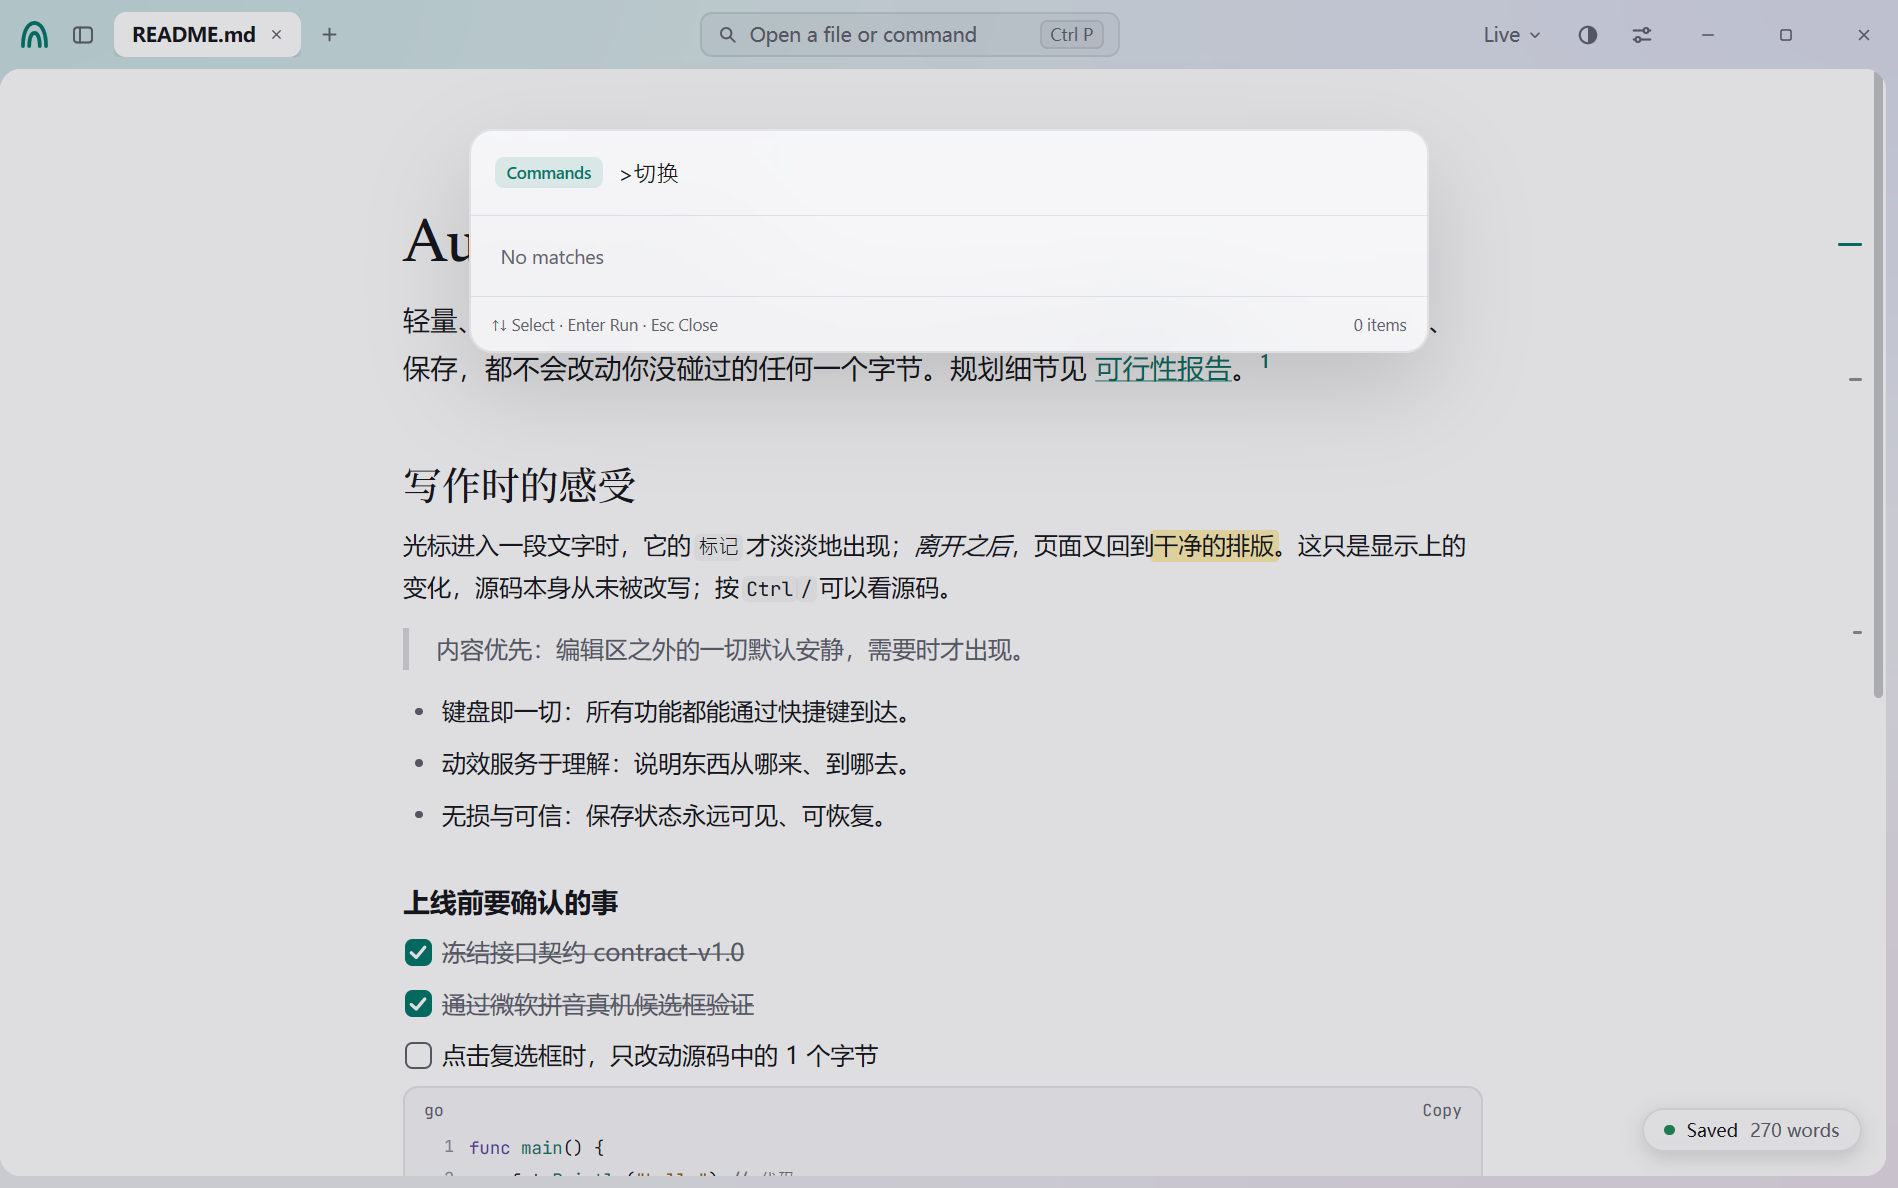 README.md
Open a file or command
Ctrl P
Live
Commands
>切换
No matches
↑↓ Select · Enter Run · Esc Close
0 items
Au
轻量、
、
保存，都不会改动你没碰过的任何一个字节。规划细节见 可行性报告。1
写作时的感受
光标进入一段文字时，它的 标记 才淡淡地出现；离开之后，页面又回到干净的排版。这只是显示上的
变化，源码本身从未被改写；按 Ctrl / 可以看源码。
内容优先：编辑区之外的一切默认安静，需要时才出现。
• 键盘即一切：所有功能都能通过快捷键到达。
• 动效服务于理解：说明东西从哪来、到哪去。
• 无损与可信：保存状态永远可见、可恢复。
上线前要确认的事
冻结接口契约 contract-v1.0
通过微软拼音真机候选框验证
点击复选框时，只改动源码中的 1 个字节
go
Copy
1 func main() {
Saved 270 words